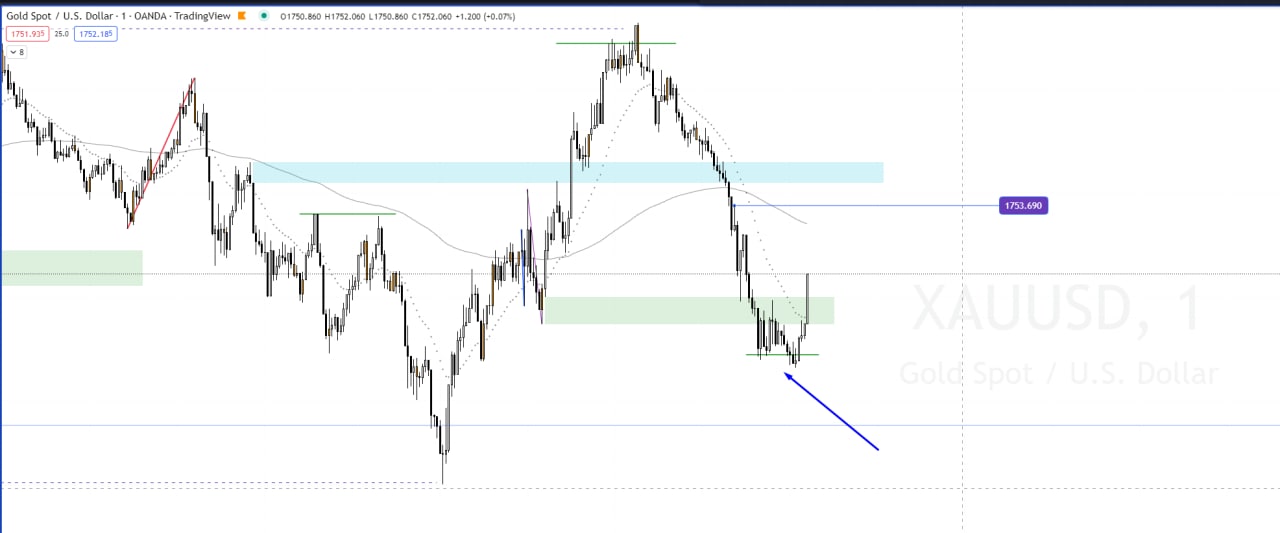 Gold Spot / U.S. Dollar · 1 · OANDA · TradingView O1750.860 H1752.060 L1750.860 C1752.060 +1.200 (+0.07%)
1751.935 25.0 1752.185
8
1753.690
XAUUSD, 1
Gold Spot / U.S. Dollar